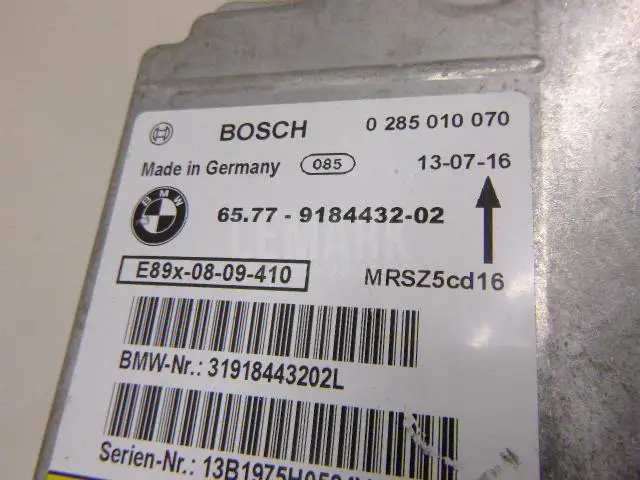 BOSCH 0 285 010 070
Made in Germany 085 13-07-16
BMW
65.77 - 9184432-02
LEMARK
E89x-08-09-410 MRSZ5cd16
BMW-Nr.: 31918443202L
Serien-Nr.: